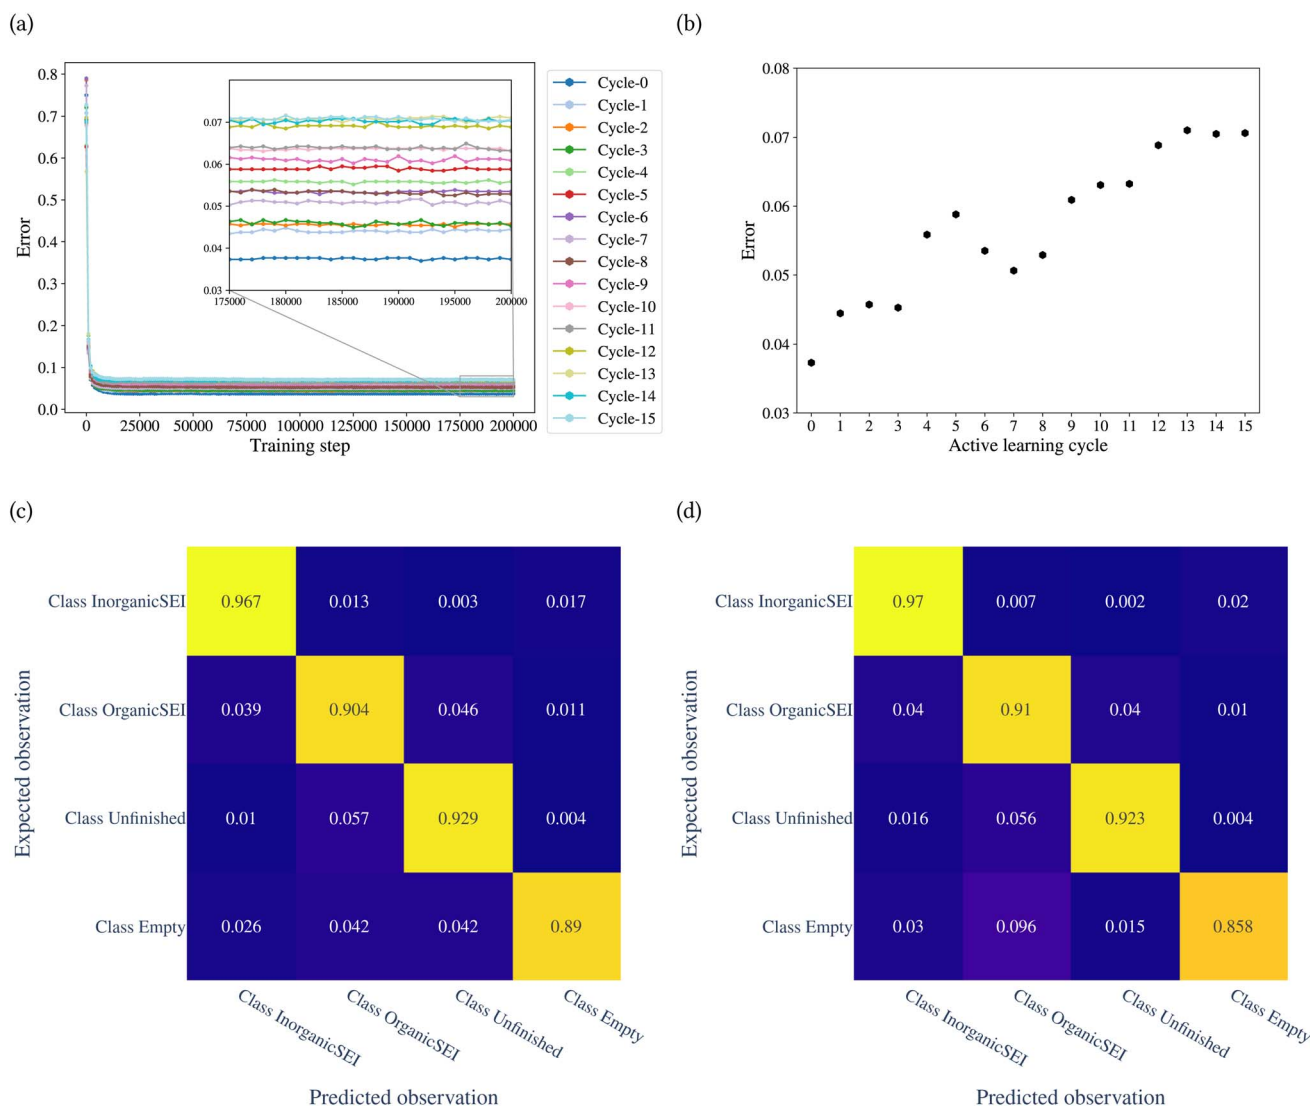 (a)
0.8
0.7
0.6
0.5
0.4
0.3
0.2
0.1
0.0
Error
0 25000 50000 75000 100000 125000 150000 175000 200000
Training step
0.07
0.06
0.05
0.04
0.03
175000 180000 185000 190000 195000 200000
Cycle-0
Cycle-1
Cycle-2
Cycle-3
Cycle-4
Cycle-5
Cycle-6
Cycle-7
Cycle-8
Cycle-9
Cycle-10
Cycle-11
Cycle-12
Cycle-13
Cycle-14
Cycle-15
(b)
0.08
0.07
0.06
0.05
0.04
0.03
Error
0 1 2 3 4 5 6 7 8 9 10 11 12 13 14 15
Active learning cycle
(c)
Expected observation
Class InorganicSEI 0.967 0.013 0.003 0.017
Class OrganicSEI 0.039 0.904 0.046 0.011
Class Unfinished 0.01 0.057 0.929 0.004
Class Empty 0.026 0.042 0.042 0.89
Class InorganicSEI
Class OrganicSEI
Class Unfinished
Class Empty
Predicted observation
(d)
Expected observation
Class InorganicSEI 0.97 0.007 0.002 0.02
Class OrganicSEI 0.04 0.91 0.04 0.01
Class Unfinished 0.016 0.056 0.923 0.004
Class Empty 0.03 0.096 0.015 0.858
Class InorganicSEI
Class OrganicSEI
Class Unfinished
Class Empty
Predicted observation